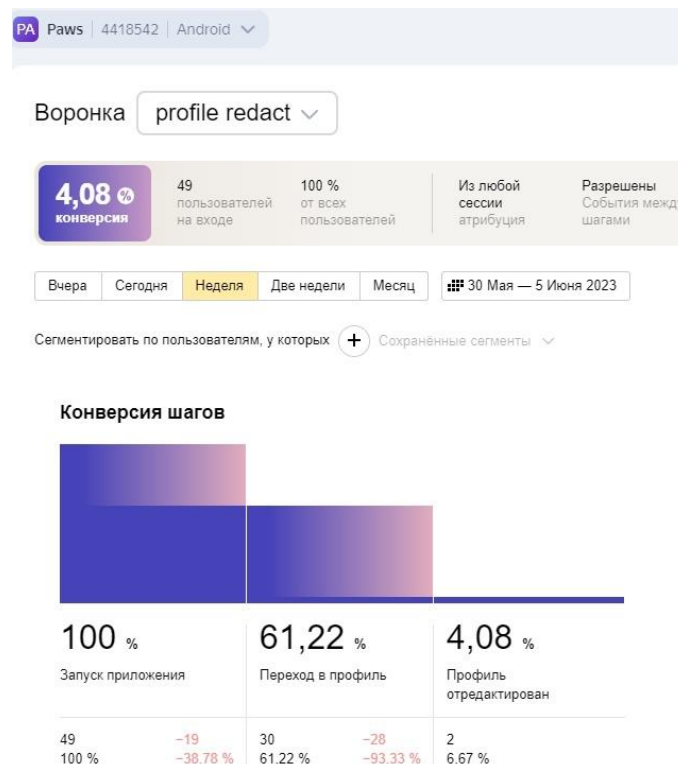 PA Paws 4418542 Android
Воронка profile redact
4,08 %
конверсия
49
пользователей
на входе
100 %
от всех
пользователей
Из любой
сессии
атрибуция
Разрешены
События межд
шагами
Вчера Сегодня Неделя Две недели Месяц 30 Мая — 5 Июня 2023
Сегментировать по пользователям, у которых + Сохранённые сегменты
Конверсия шагов
100 % 61,22 % 4,08 %
Запуск приложения Переход в профиль Профиль
отредактирован
49 −19 30 −28 2
100 % −38.78 % 61.22 % −93.33 % 6.67 %